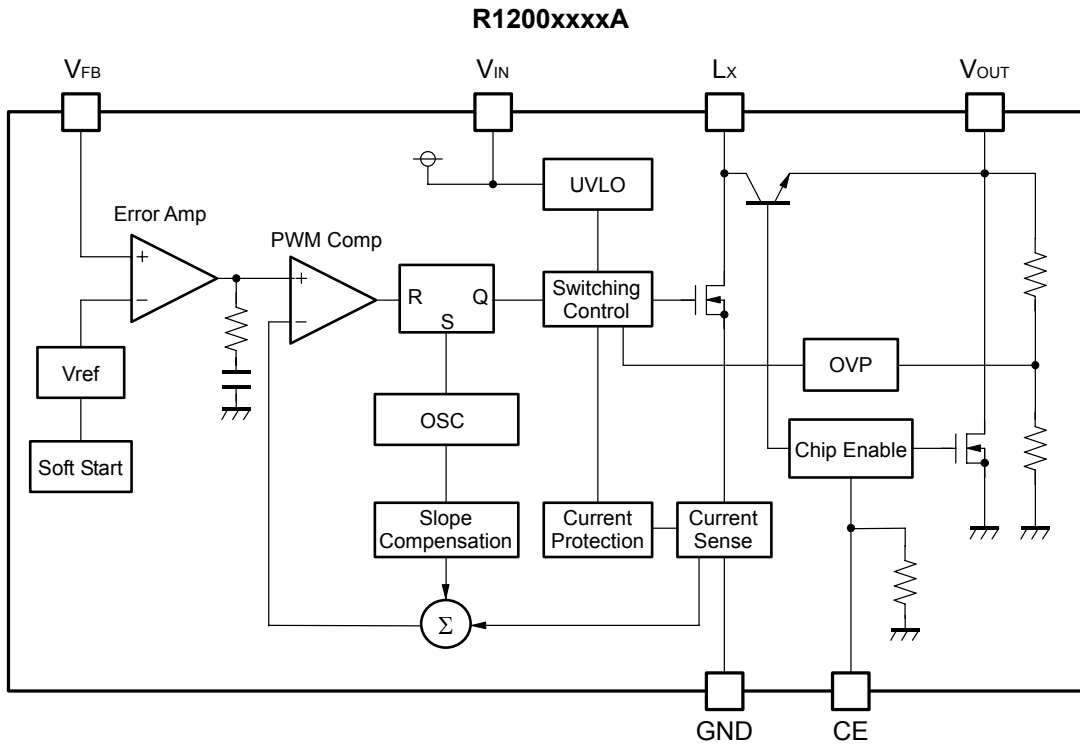 R1200xxxxA
VFB
VIN
LX
VOUT
UVLO
Error Amp
PWM Comp
+
−
+
−
R
Q
S
Switching
Control
Vref
OVP
OSC
Chip Enable
Soft Start
Slope
Compensation
Current
Protection
Current
Sense
Σ
GND
CE